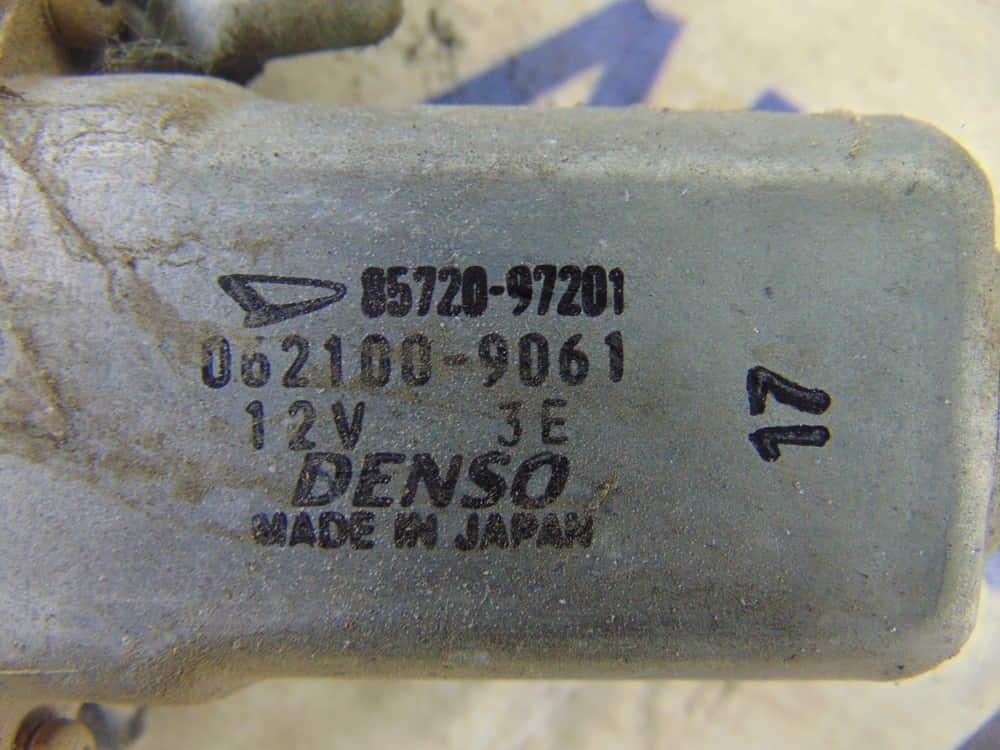 85720-97201
062100-9061
12V 3E
DENSO
MADE IN JAPAN
17